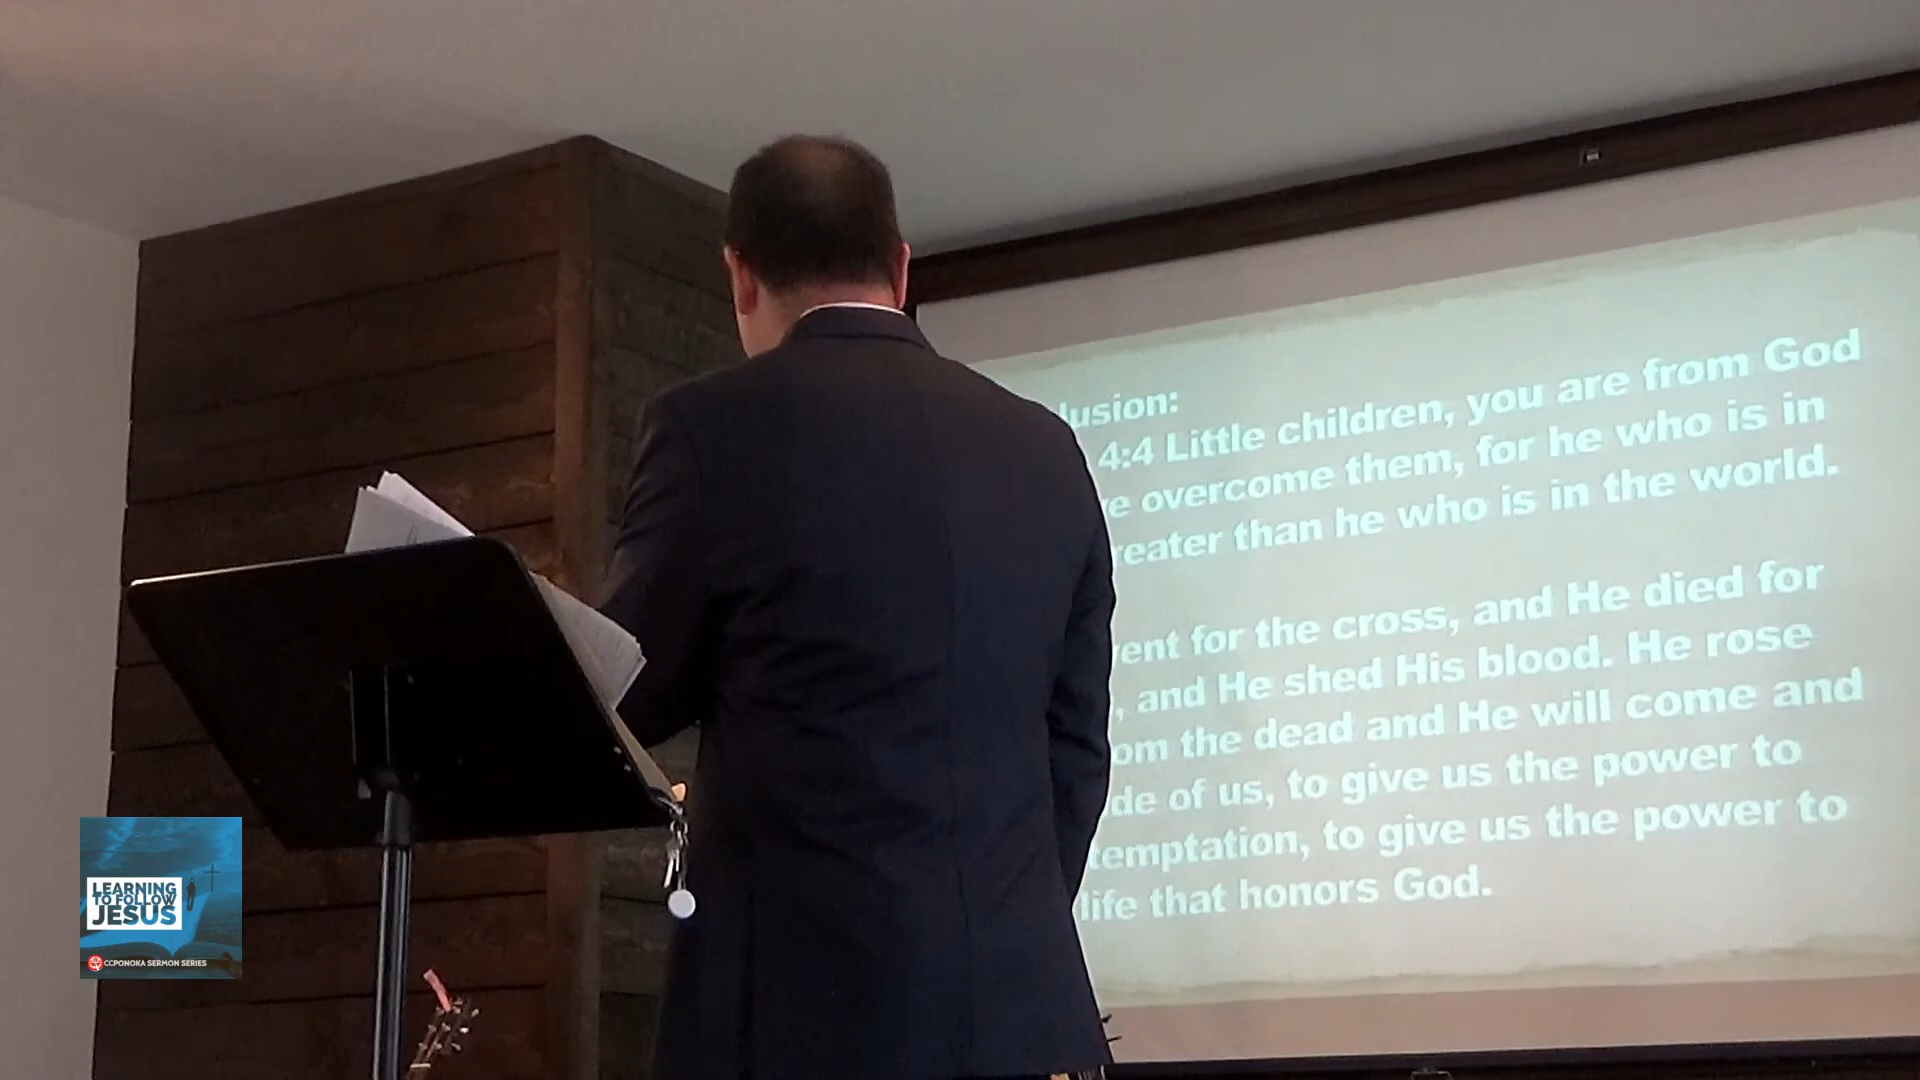 lusion:
4:4 Little children, you are from God
e overcome them, for he who is in
reater than he who is in the world.
ent for the cross, and He died for
, and He shed His blood. He rose
om the dead and He will come and
de of us, to give us the power to
temptation, to give us the power to
life that honors God.
LEARNING
TO FOLLOW
JESUS
CCPONOKA SERMON SERIES